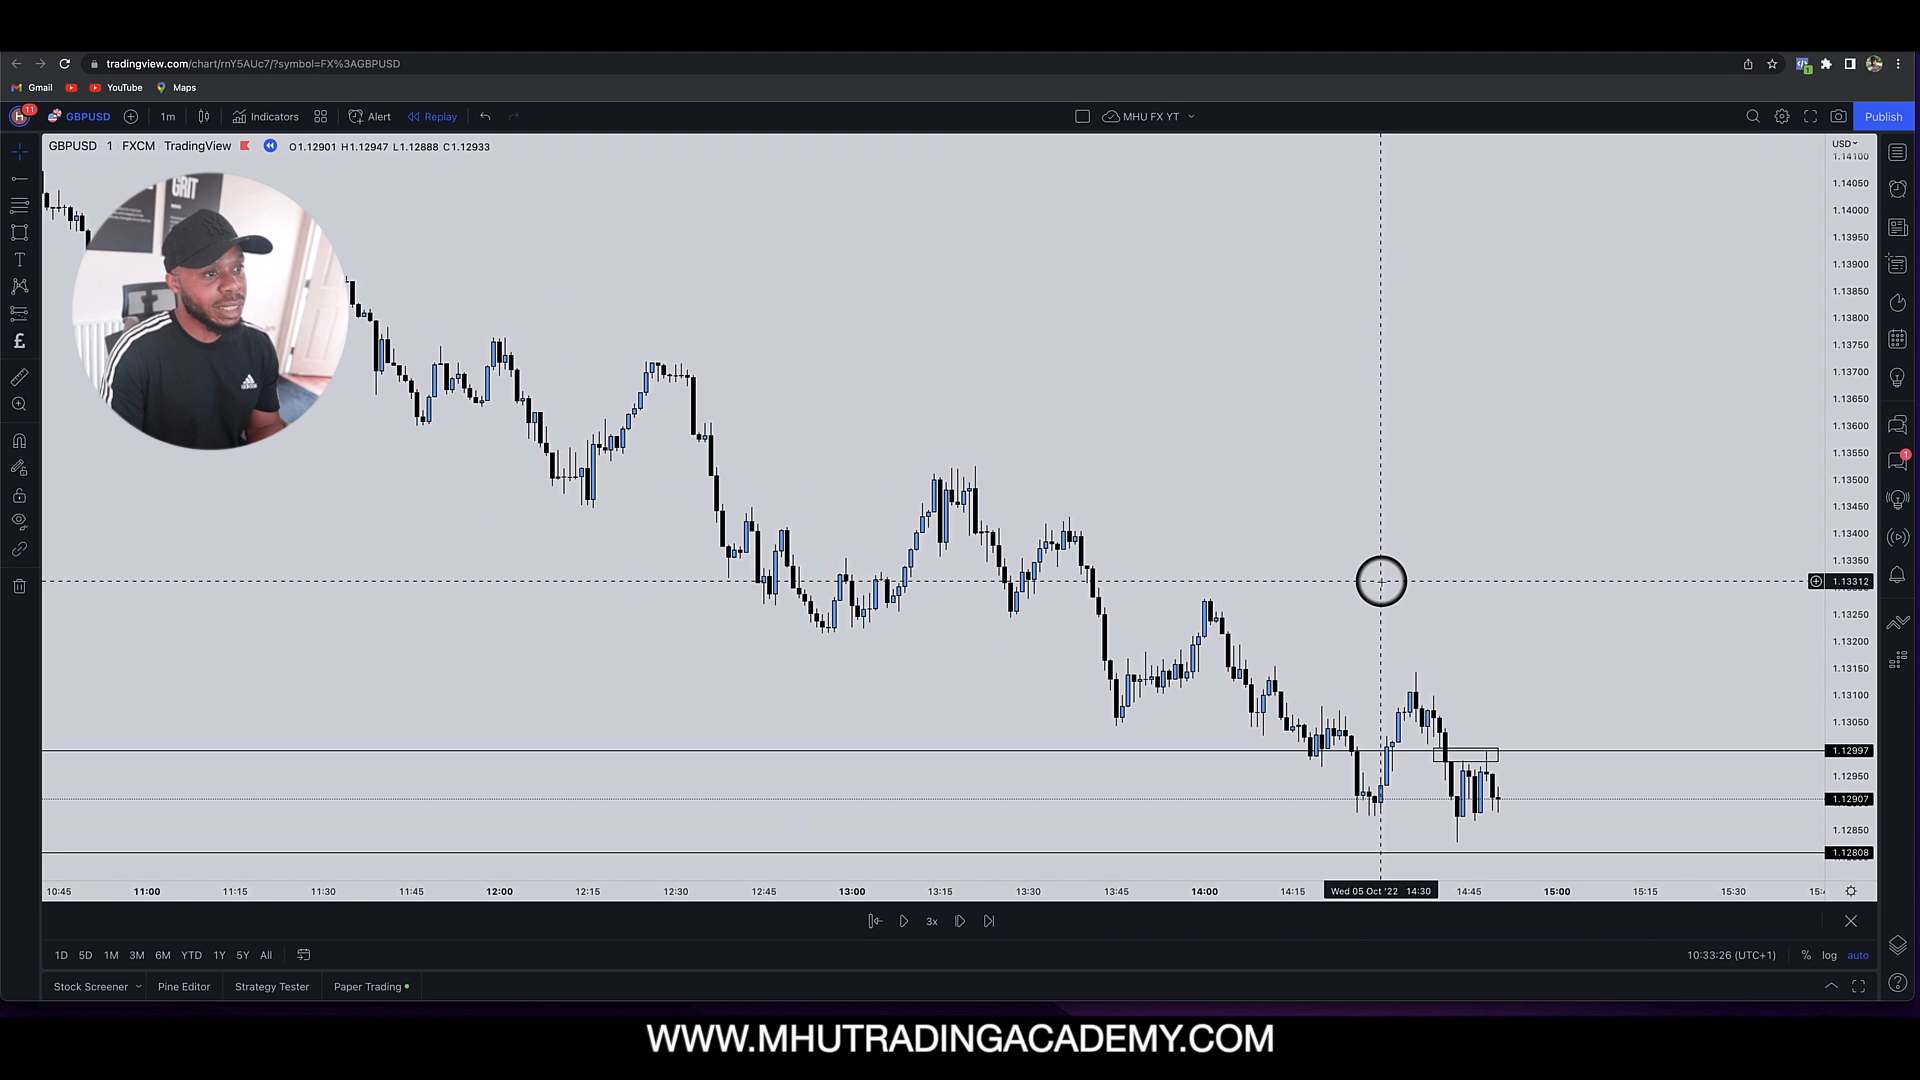 tradingview.com/chart/rnY5AUc7/?symbol=FX%3AGBPUSD
Gmail YouTube Maps
H 11 GBPUSD 1m Indicators Alert Replay MHU FX YT Publish
GBPUSD 1 FXCM TradingView O1.12901 H1.12947 L1.12888 C1.12933
USD
1.14100
1.14050
GRIT
1.14000
1.13950
1.13900
1.13850
1.13800
1.13750
1.13700
adidas
1.13650
1.13600
1.13550
1
1.13500
1.13450
1.13400
1.13350
1.13312
1.13250
1.13200
1.13150
1.13100
1.13050
1.12997
1.12950
1.12907
1.12850
1.12808
10:45 11:00 11:15 11:30 11:45 12:00 12:15 12:30 12:45 13:00 13:15 13:30 13:45 14:00 14:15 Wed 05 Oct '22 14:30 14:45 15:00 15:15 15:30 15:4
3x
1D 5D 1M 3M 6M YTD 1Y 5Y All 10:33:26 (UTC+1) % log auto
Stock Screener Pine Editor Strategy Tester Paper Trading
WWW.MHUTRADINGACADEMY.COM